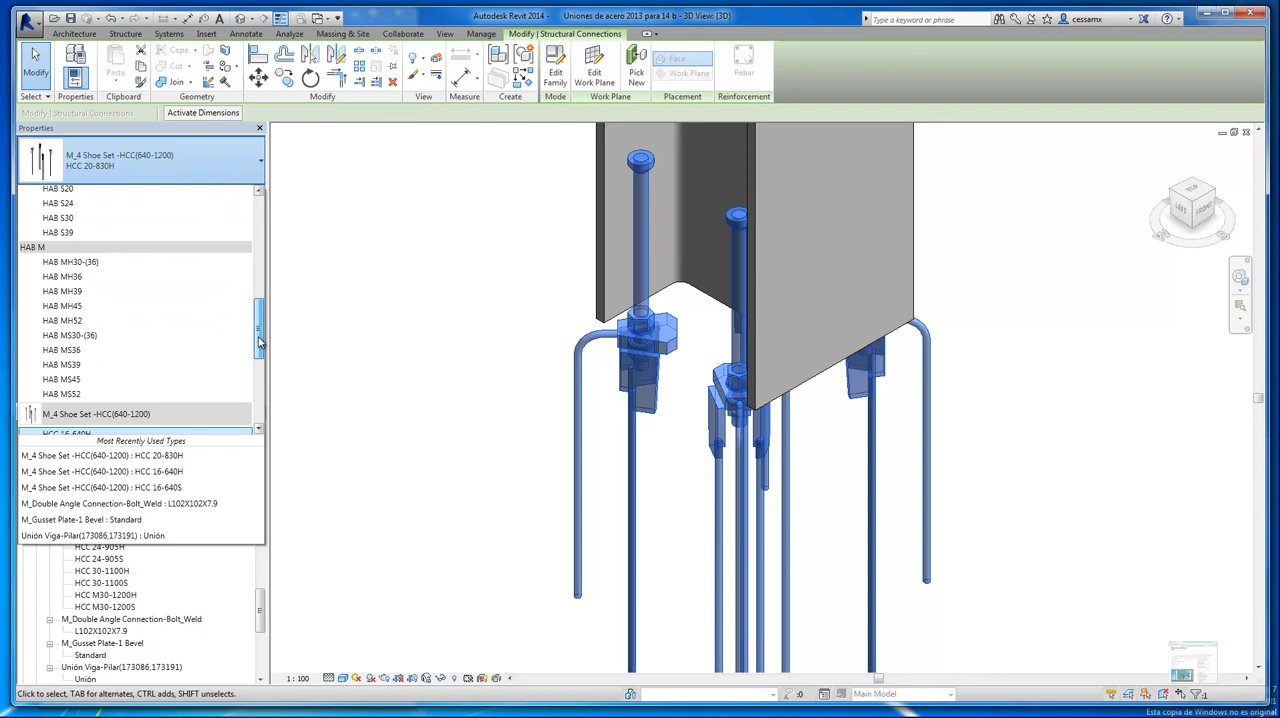 Autodesk Revit 2014 - Uniones de acero 2013 para 14 b - 3D View: {3D}
Type a keyword or phrase
cessamx
Architecture Structure Systems Insert Annotate Analyze Massing & Site Collaborate View Manage Modify | Structural Connections
Modify
Properties
Paste
Cope
Cut
Join
Edit Family
Edit Work Plane
Pick New
Face
Work Plane
Rebar
Select Properties Clipboard Geometry Modify View Measure Create Mode Work Plane Placement Reinforcement
Modify | Structural Connections
Activate Dimensions
Properties
M_4 Shoe Set -HCC(640-1200)
HCC 20-830H
HAB S20
HAB S24
HAB S30
HAB S39
HAB M
HAB MH30-(36)
HAB MH36
HAB MH39
HAB MH45
HAB MH52
HAB MS30-(36)
HAB MS36
HAB MS39
HAB MS45
HAB MS52
M_4 Shoe Set -HCC(640-1200)
HCC 16-640H
Most Recently Used Types
M_4 Shoe Set -HCC(640-1200) : HCC 20-830H
M_4 Shoe Set -HCC(640-1200) : HCC 16-640H
M_4 Shoe Set -HCC(640-1200) : HCC 16-640S
M_Double Angle Connection-Bolt_Weld : L102X102X7.9
M_Gusset Plate-1 Bevel : Standard
Unión Viga-Pilar(173086,173191) : Unión
HCC 24-905H
HCC 24-905S
HCC 30-1100H
HCC 30-1100S
HCC M30-1200H
HCC M30-1200S
M_Double Angle Connection-Bolt_Weld
L102X102X7.9
M_Gusset Plate-1 Bevel
Standard
Unión Viga-Pilar(173086,173191)
Unión
TOP
LEFT
FRONT
1 : 100
Click to select, TAB for alternates, CTRL adds, SHIFT unselects.
:0
Main Model
:1
Esta copia de Windows no es original